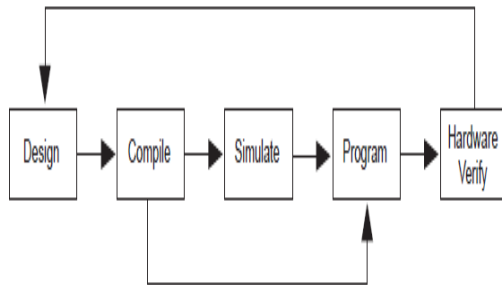 Design
Compile
Simulate
Program
Hardware
Verify